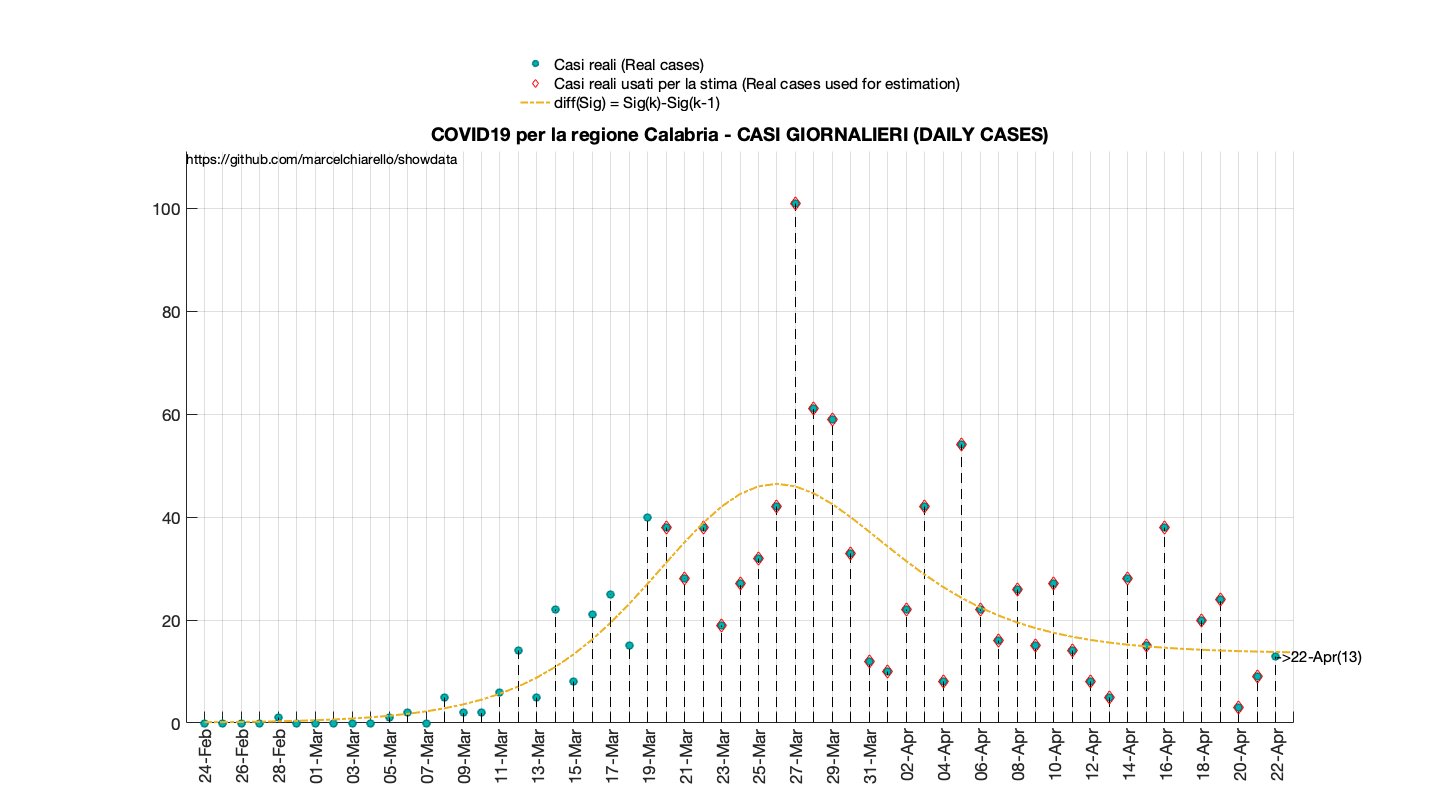 Casi reali (Real cases)
Casi reali usati per la stima (Real cases used for estimation)
diff(Sig) = Sig(k)-Sig(k-1)
COVID19 per la regione Calabria - CASI GIORNALIERI (DAILY CASES)
https://github.com/marcelchiarello/showdata
100
80
60
40
20
0
->22-Apr(13)
24-Feb
26-Feb
28-Feb
01-Mar
03-Mar
05-Mar
07-Mar
09-Mar
11-Mar
13-Mar
15-Mar
17-Mar
19-Mar
21-Mar
23-Mar
25-Mar
27-Mar
29-Mar
31-Mar
02-Apr
04-Apr
06-Apr
08-Apr
10-Apr
12-Apr
14-Apr
16-Apr
18-Apr
20-Apr
22-Apr